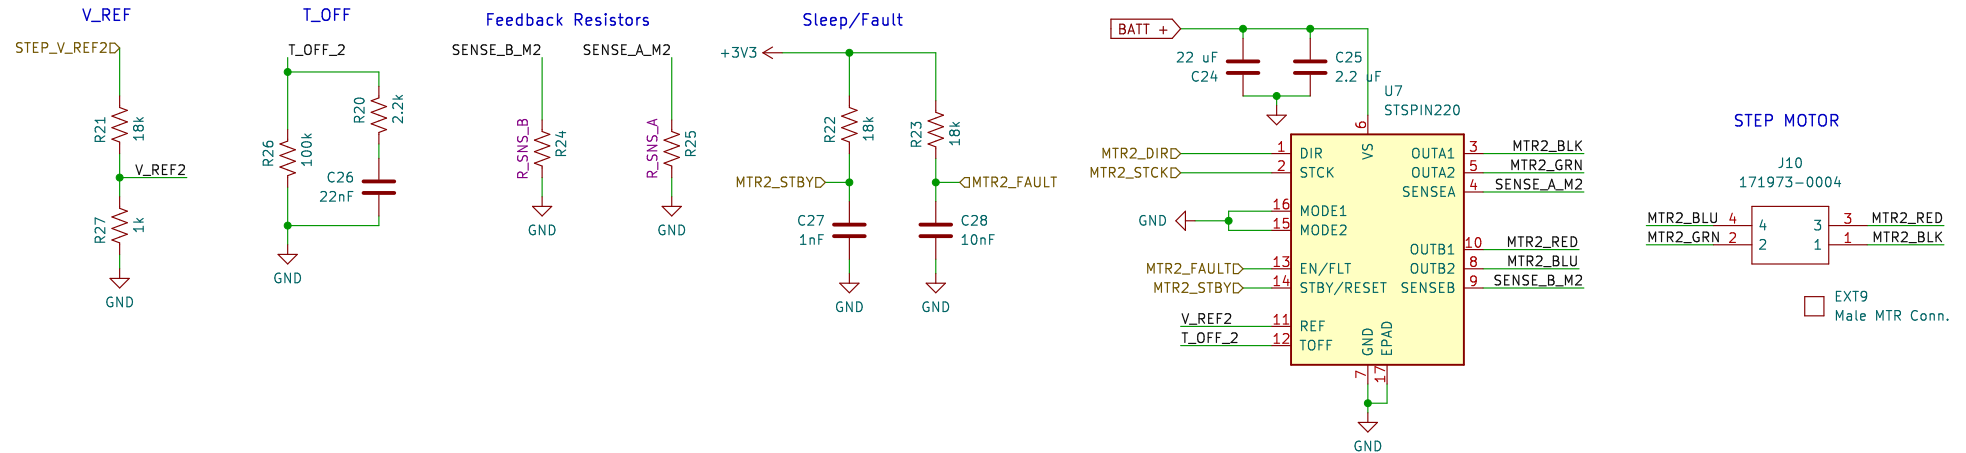 V_REF
STEP_V_REF2
R21
18k
V_REF2
R27
1k
GND
T_OFF
T_OFF_2
R20
2.2k
R26
100k
C26
22nF
GND
Feedback Resistors
SENSE_B_M2
SENSE_A_M2
R_SNS_B
R24
R_SNS_A
R25
GND
GND
Sleep/Fault
+3V3
R22
18k
R23
18k
MTR2_STBY
MTR2_FAULT
C27
1nF
C28
10nF
GND
GND
BATT +
22 uF
C24
C25
2.2 uF
U7
STSPIN220
6
VS
MTR2_DIR
1
DIR
MTR2_STCK
2
STCK
16
MODE1
GND
15
MODE2
MTR2_FAULT
13
EN/FLT
MTR2_STBY
14
STBY/RESET
V_REF2
11
REF
T_OFF_2
12
TOFF
OUTA1
3
MTR2_BLK
OUTA2
5
MTR2_GRN
SENSEA
4
SENSE_A_M2
OUTB1
10
MTR2_RED
OUTB2
8
MTR2_BLU
SENSEB
9
SENSE_B_M2
GND
EPAD
7
17
GND
STEP MOTOR
J10
171973-0004
MTR2_BLU
4
4
3
3
MTR2_RED
MTR2_GRN
2
2
1
1
MTR2_BLK
EXT9
Male MTR Conn.